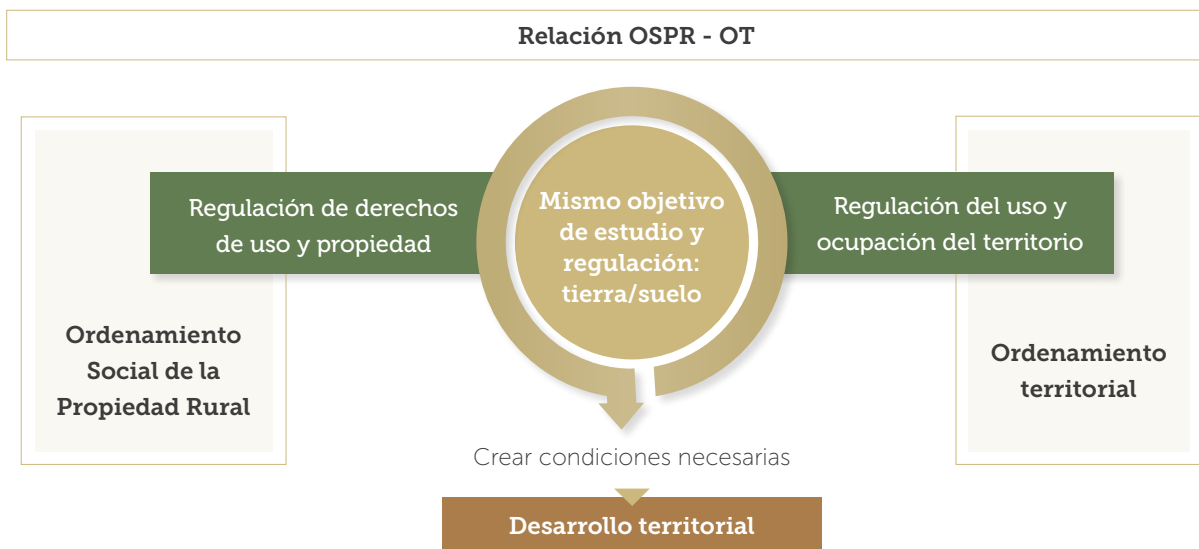 Relación OSPR - OT
Regulación de derechos
de uso y propiedad
Ordenamiento
Social de la
Propiedad Rural
Mismo objetivo
de estudio y
regulación:
tierra/suelo
Regulación del uso y
ocupación del territorio
Ordenamiento
territorial
Crear condiciones necesarias
Desarrollo territorial